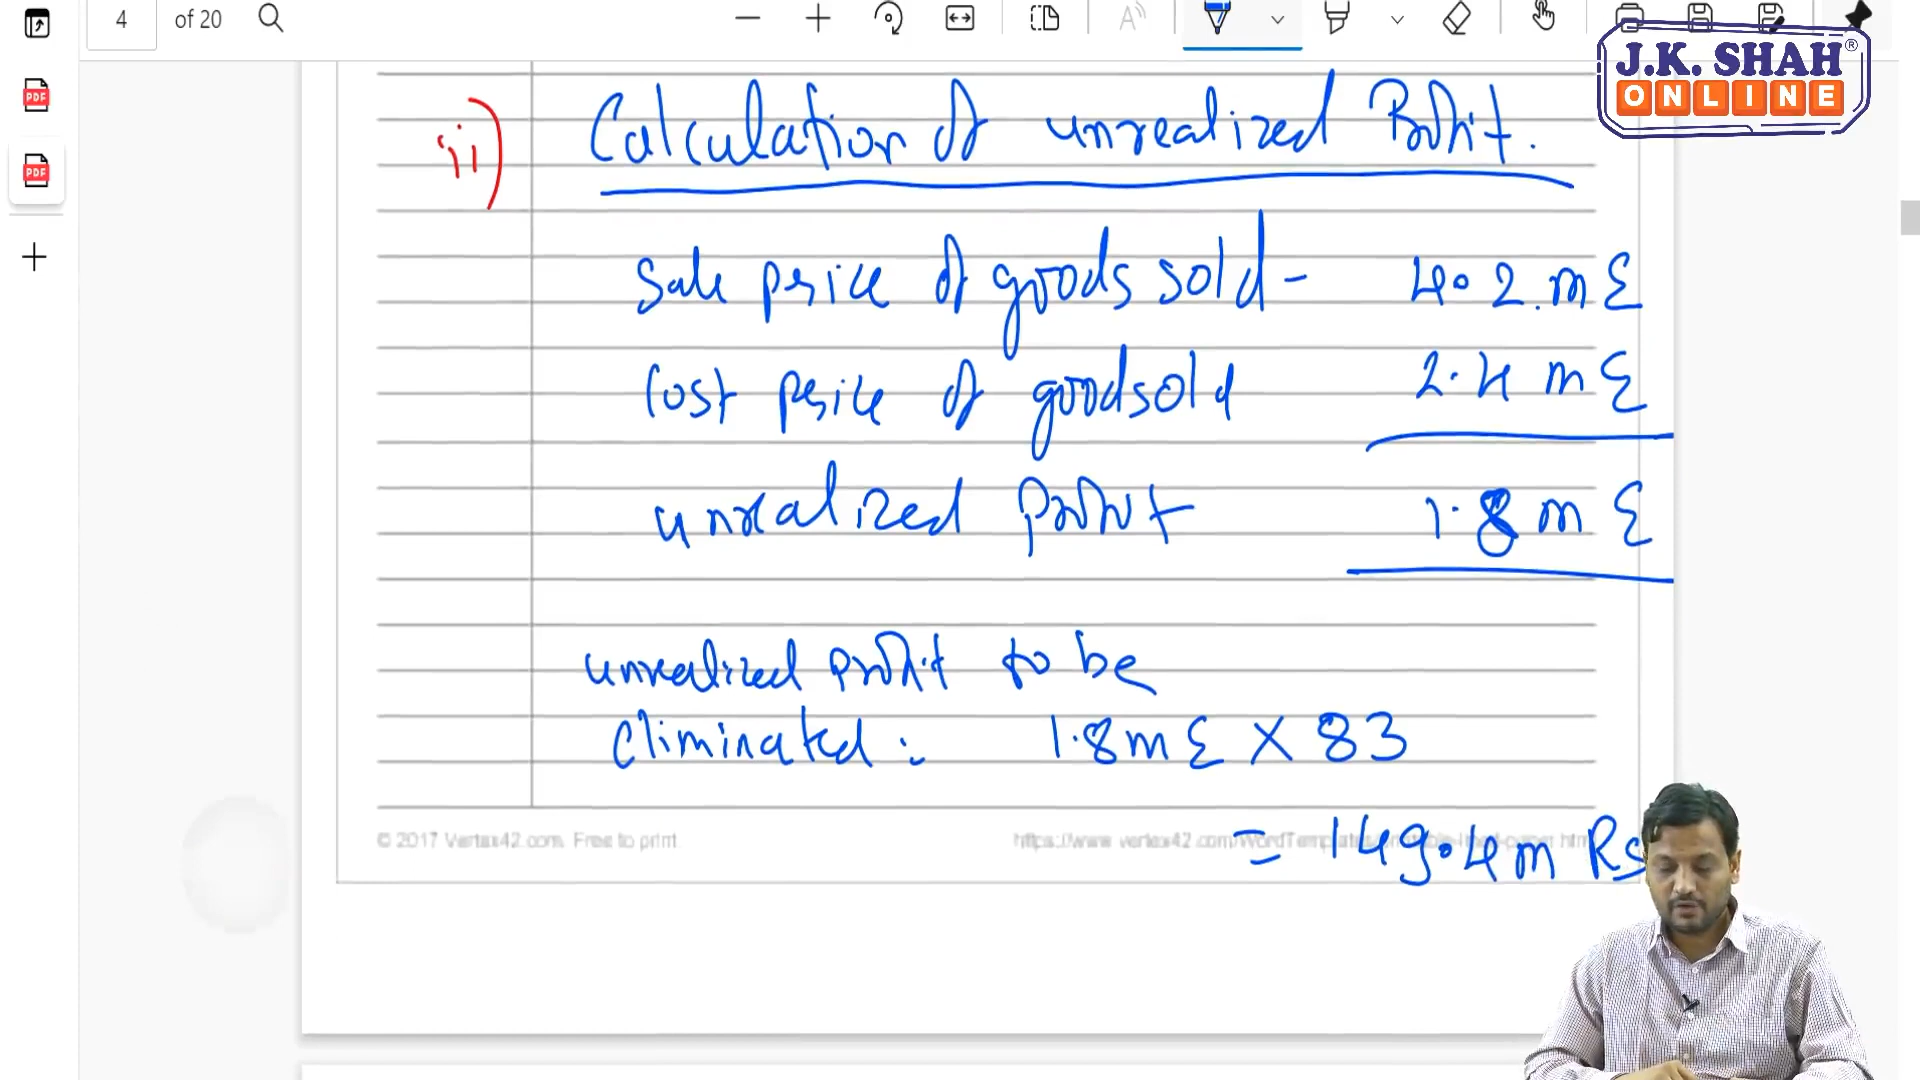 4 of 20
J.K. SHAH®
ONLINE
PDF
PDF
ii) Calculation of unrealized Profit.
Sale price of goods sold - 4.2 m £
Cost price of goodsold 2.4 m £
unrealized profit 1.8 m £
unrealized profit to be
eliminated : 1.8m £ X 83
= 149.4m Rs
© 2017 Vertex42.com. Free to print